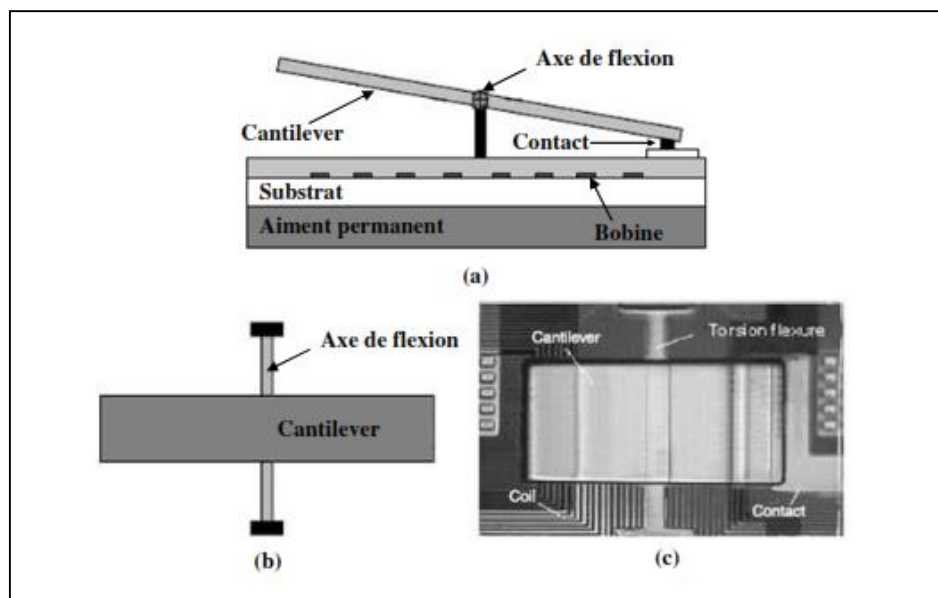 Axe de flexion
Cantilever
Contact
Substrat
Aiment permanent
Bobine
(a)
Axe de flexion
Cantilever
(b)
Cantilever
Torsion flexure
Coil
Contact
(c)